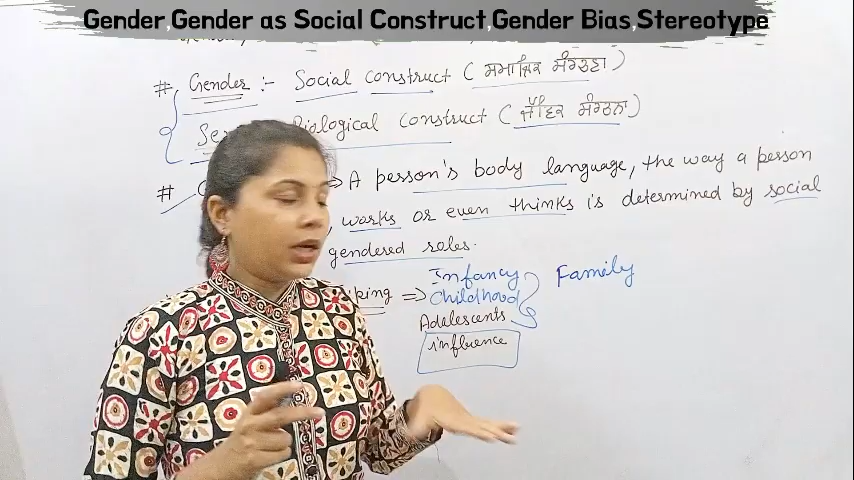 Gender,Gender as Social Construct,Gender Bias,Stereotype
# Gender :- Social construct ( ਸਮਾਜਿਕ ਸੰਰਚਨਾ )
Biological construct ( ਜੈਵਿਕ ਸੰਰਚਨਾ )
# ⇒ A person's body language, the way a person
, works or even thinks is determined by social
gendered roles.
⇒ Infancy Family
Childhood
Adelescents
influence